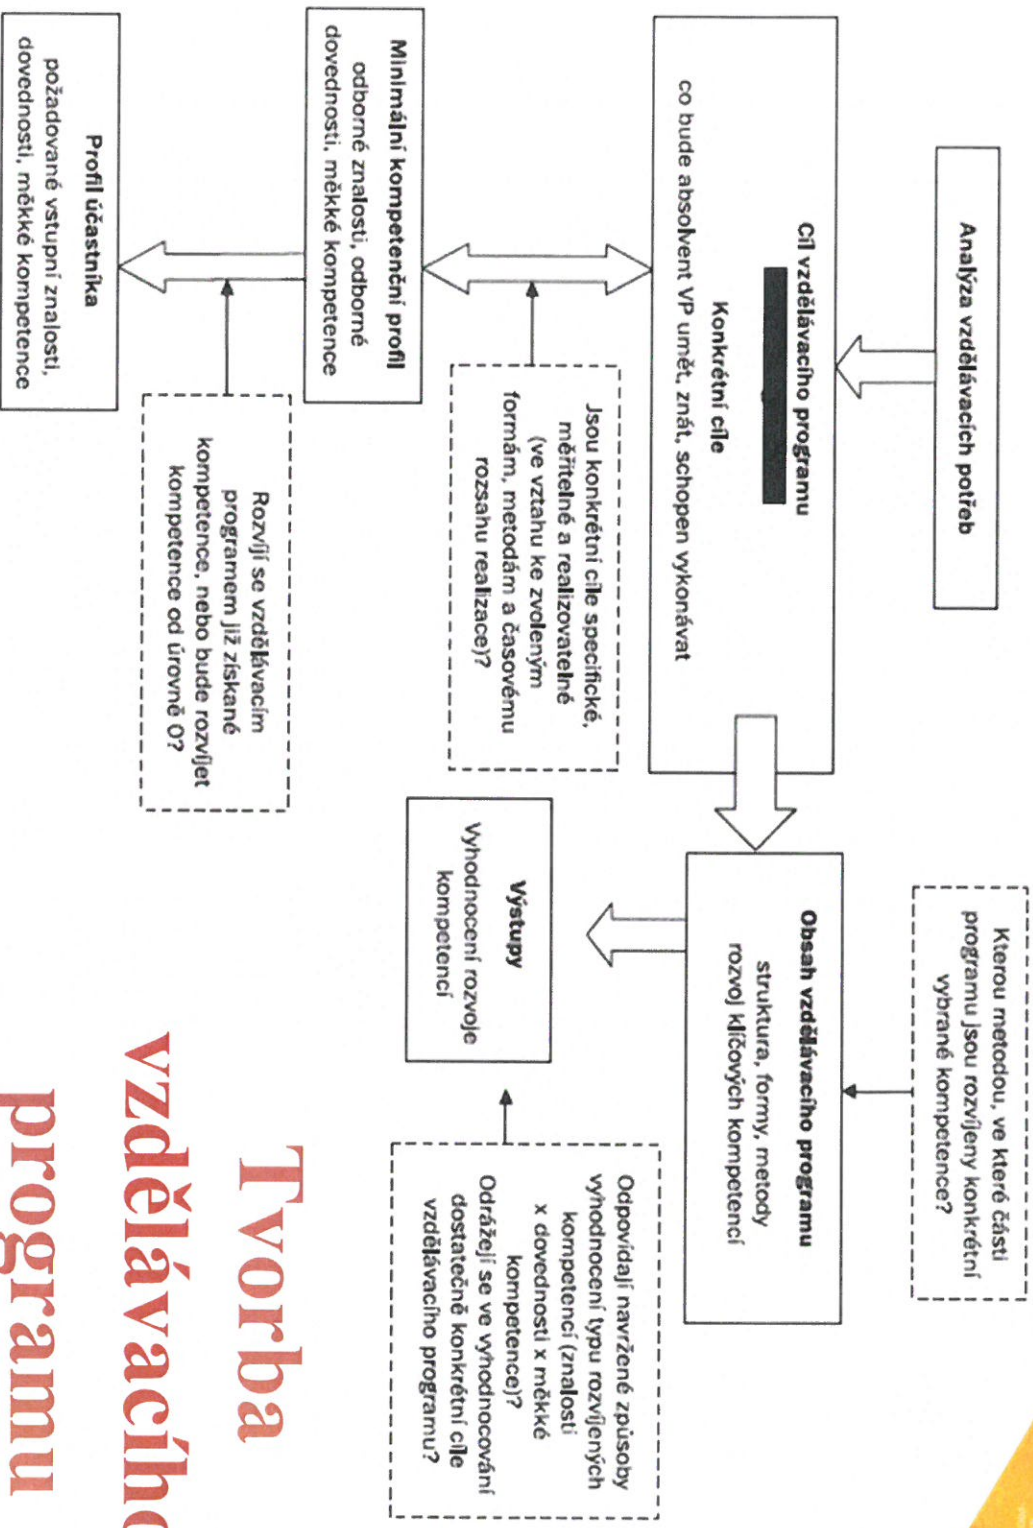 Analýza vzdělávacích potřeb
Cíl vzdělávacího programu
Konkrétní cíle
co bude absolvent VP umět, znát, schopen vykonávat
Jsou konkrétní cíle specifické,
měřitelné a realizovatelné
(ve vztahu ke zvoleným
formám, metodám a časovému
rozsahu realizace)?
Minimální kompetenční profil
odborné znalosti, odborné
dovednosti, měkké kompetence
Rozvíjí se vzdělávacím
programem již získané
kompetence, nebo bude rozvíjet
kompetence od úrovně 0?
Profil účastníka
požadované vstupní znalosti,
dovednosti, měkké kompetence
Kterou metodou, ve které části
programu jsou rozvíjeny konkrétní
vybrané kompetence?
Obsah vzdělávacího programu
struktura, formy, metody
rozvoj klíčových kompetencí
Výstupy
Vyhodnocení rozvoje
kompetencí
Odpovídají navržené způsoby
vyhodnocení typu rozvíjených
kompetencí (znalosti
x dovednosti x měkké
kompetence)?
Odrážejí se ve vyhodnocování
dostatečně konkrétní cíle
vzdělávacího programu?
Tvorba
vzdělávacího
programu